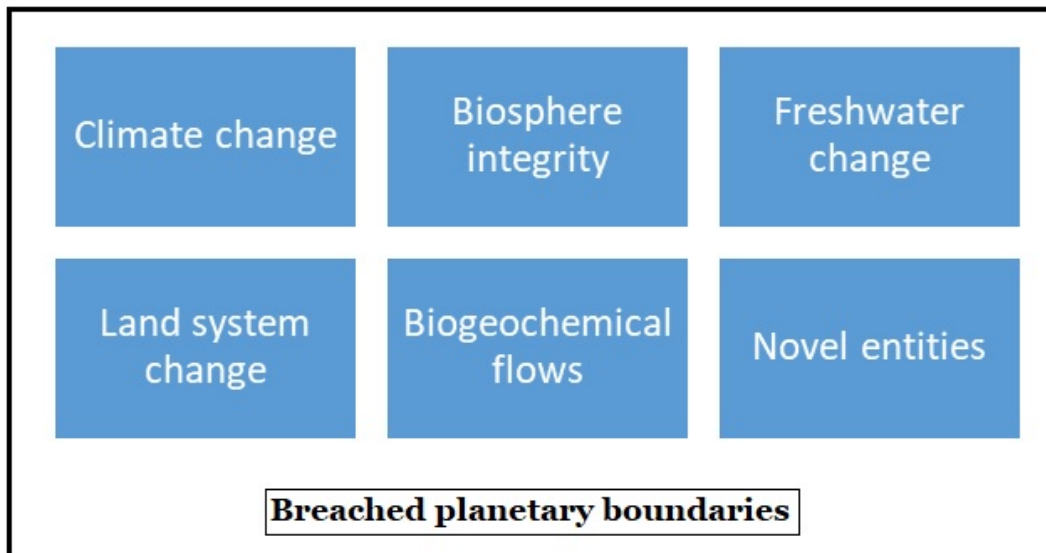 Climate change
Biosphere
integrity
Freshwater
change
Land system
change
Biogeochemical
flows
Novel entities
Breached planetary boundaries